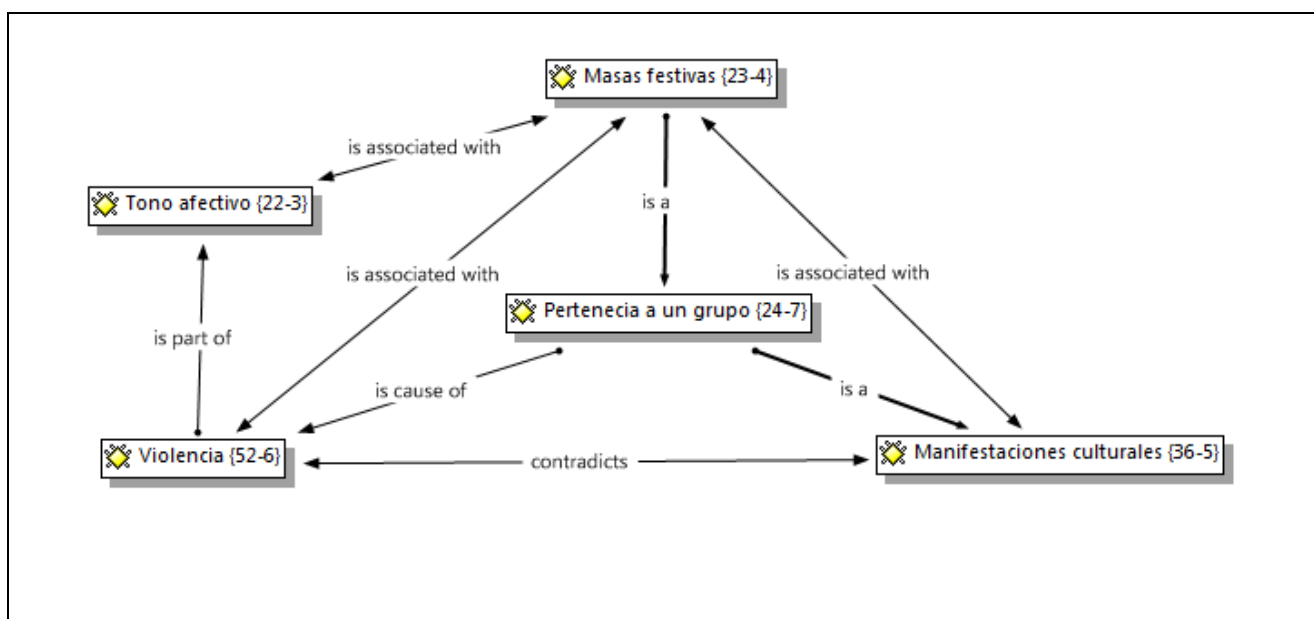 Masas festivas {23-4}
is associated with
Tono afectivo {22-3}
is a
is associated with
is associated with
Pertenecia a un grupo {24-7}
is part of
is cause of
is a
Violencia {52-6}
contradicts
Manifestaciones culturales {36-5}